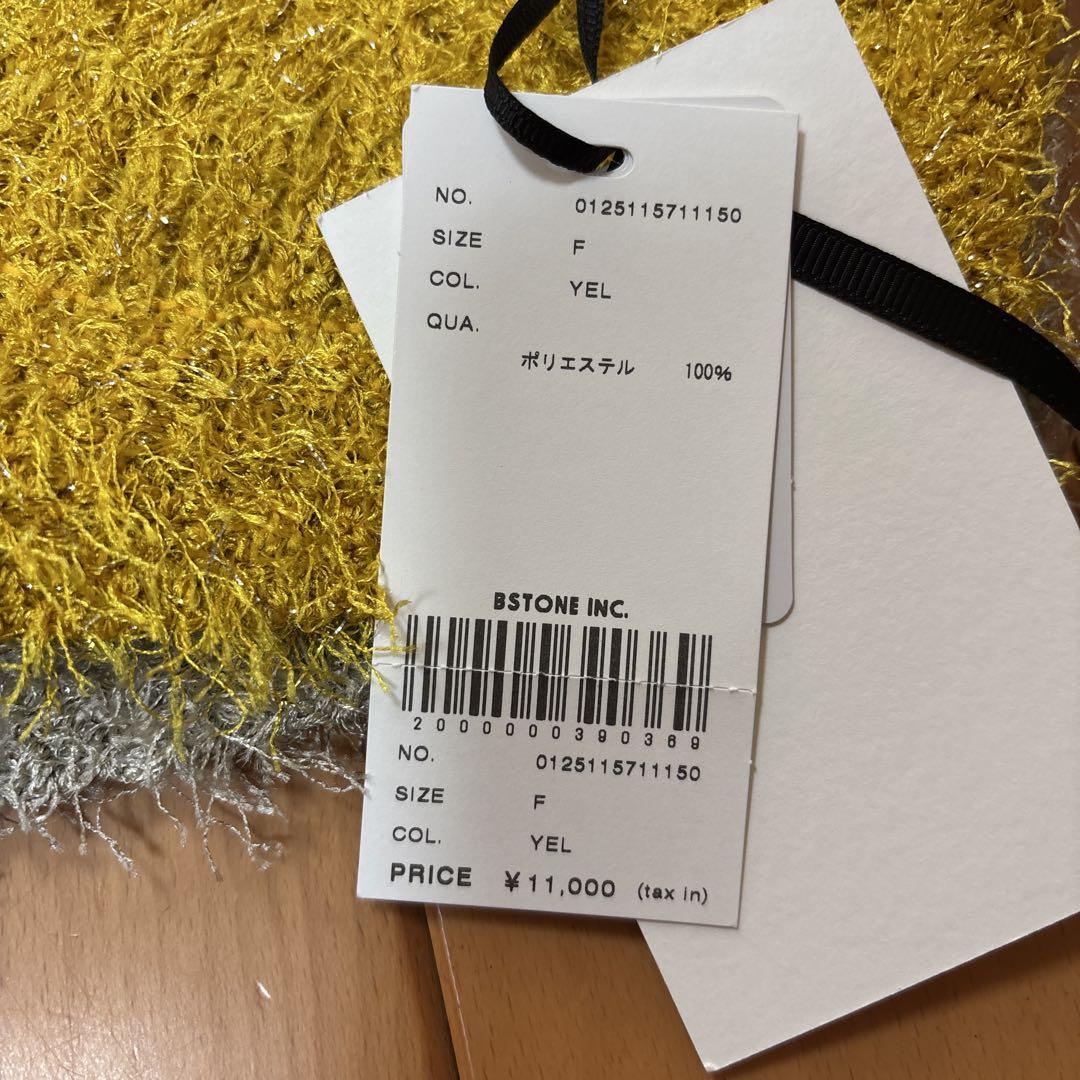 NO. 0125115711150
SIZE F
COL. YEL
QUA.
ポリエステル 100%
BSTONE INC.
2000000390369
NO. 0125115711150
SIZE F
COL. YEL
PRICE ¥11,000 (tax in)